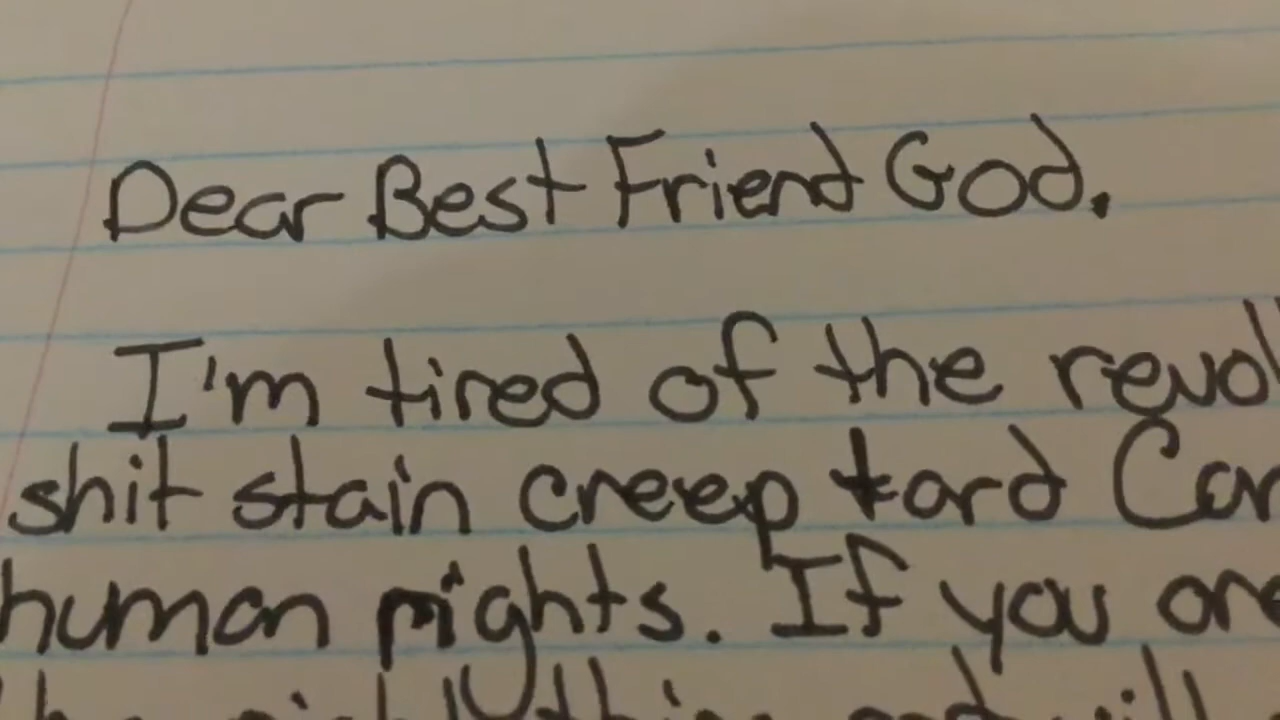 Dear Best Friend God.
I'm tired of the revol
shit stain creep tard Car
human rights. If you are